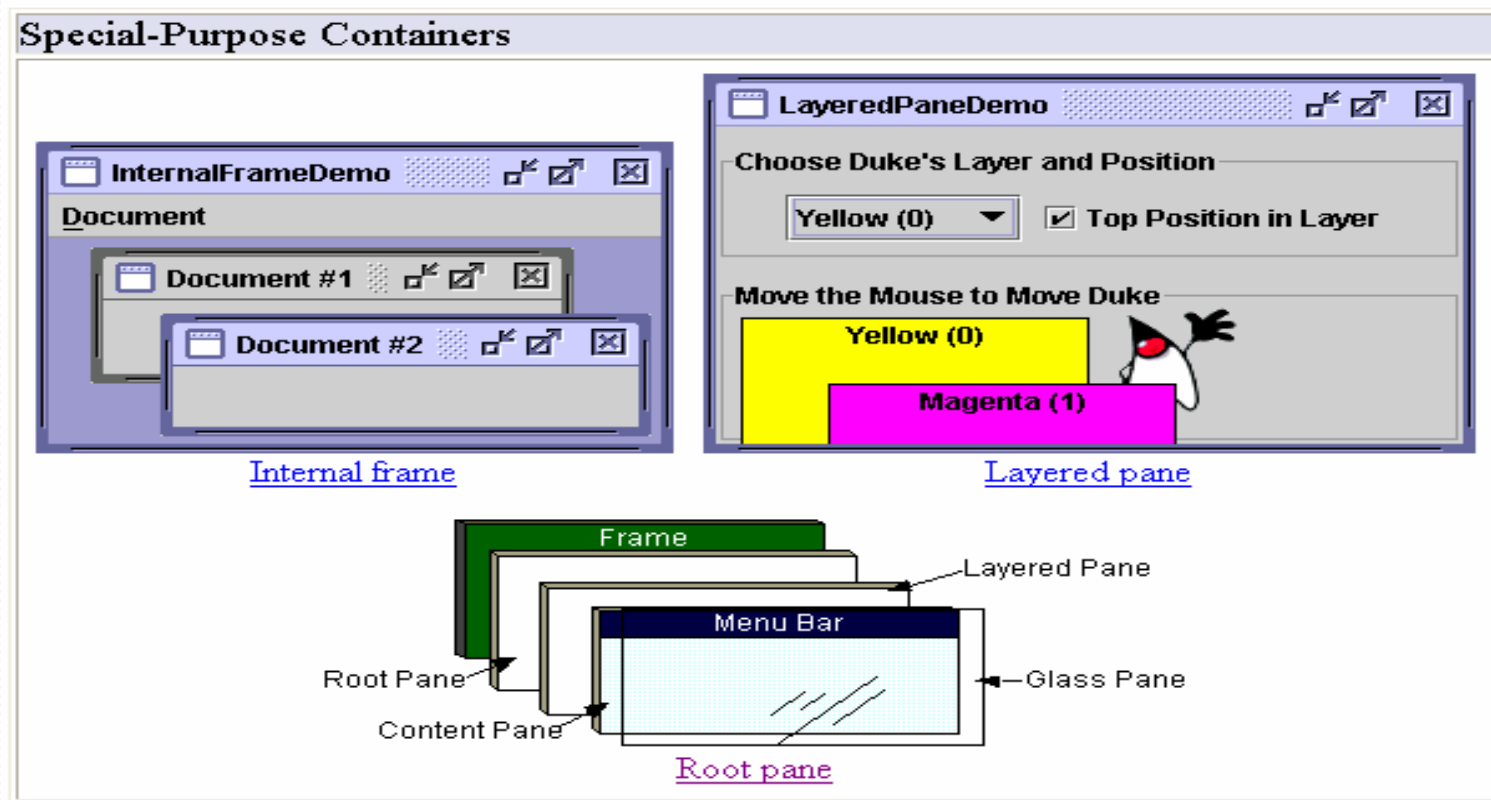 Special-Purpose Containers
InternalFrameDemo
Document
Document #1
Document #2
Internal frame
LayeredPaneDemo
Choose Duke's Layer and Position
Yellow (0)
Top Position in Layer
Move the Mouse to Move Duke
Yellow (0)
Magenta (1)
Layered pane
Frame
Layered Pane
Menu Bar
Root Pane
Glass Pane
Content Pane
Root pane